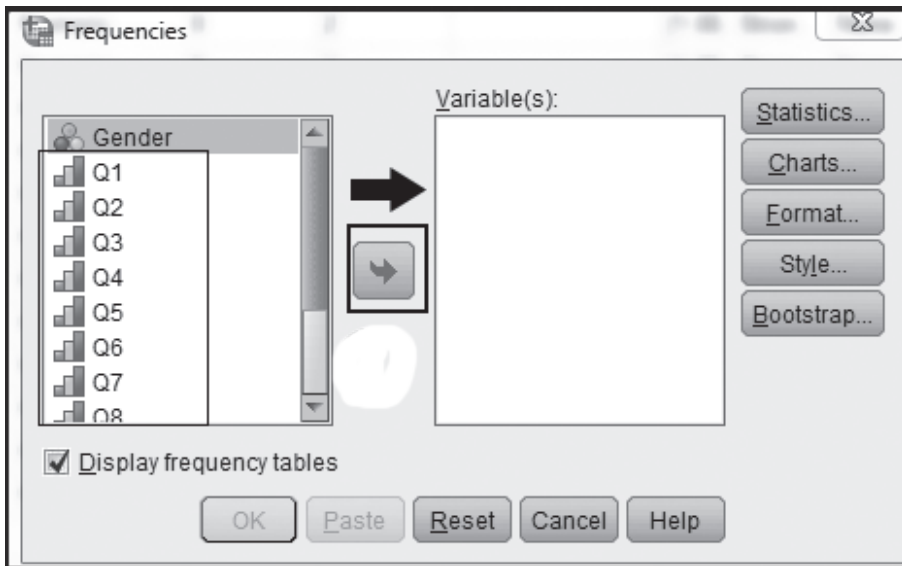 Frequencies
Variable(s):
Gender
Q1
Q2
Q3
Q4
Q5
Q6
Q7
Q8
Statistics...
Charts...
Format...
Style...
Bootstrap...
Display frequency tables
OK Paste Reset Cancel Help